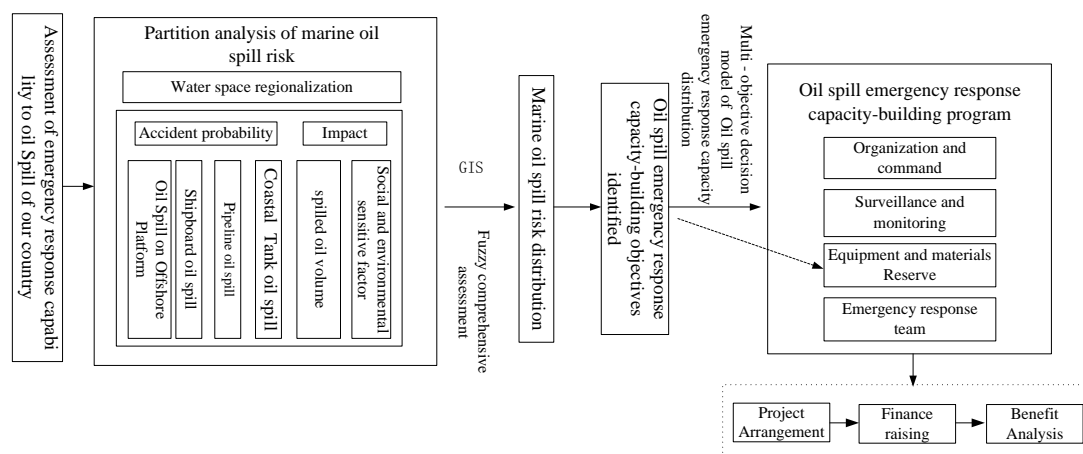 Assessment of emergency response capabi
lity to oil Spill of our country
Partition analysis of marine oil
spill risk
Water space regionalization
Accident probability
Impact
Oil Spill on Offshore
Platform
Shipboard oil spill
Pipeline oil spill
Coastal Tank oil spill
spilled oil volume
Social and environmental
sensitive factor
GIS
Fuzzy comprehensive
assessment
Marine oil spill risk distribution
Oil spill emergency response
capacity-building objectives
identified
Multi - objective decision
model of Oil spill
emergency response capacity
distribution
Oil spill emergency response
capacity-building program
Organization and
command
Surveillance and
monitoring
Equipment and materials
Reserve
Emergency response
team
Project
Arrangement
Finance
raising
Benefit
Analysis